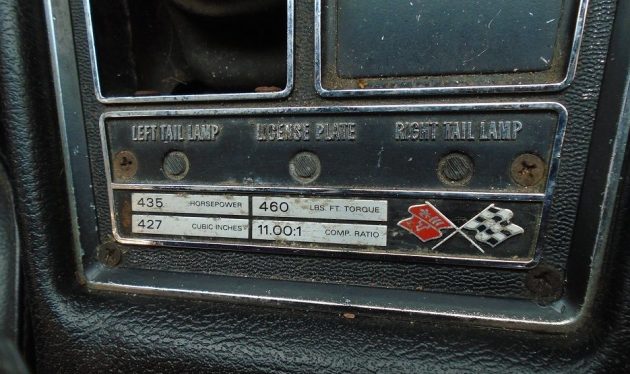 LEFT TAIL LAMP LICENSE PLATE RIGHT TAIL LAMP
435 HORSEPOWER 460 LBS. FT. TORQUE
427 CUBIC INCHES 11.00:1 COMP. RATIO